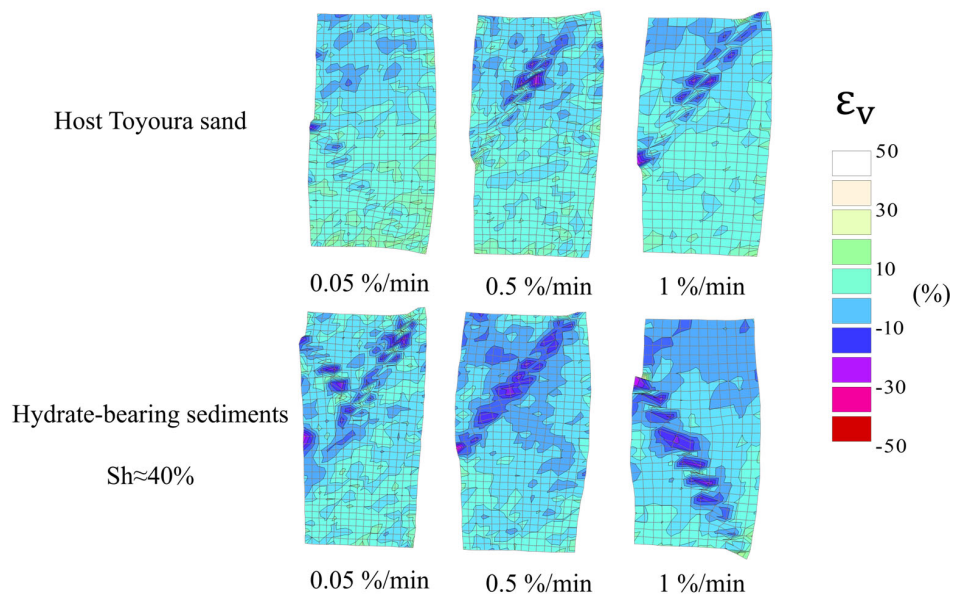 Host Toyoura sand
0.05 %/min
0.5 %/min
1 %/min
Hydrate-bearing sediments
Sh≈40%
0.05 %/min
0.5 %/min
1 %/min
εv
50
30
10
(%)
-10
-30
-50